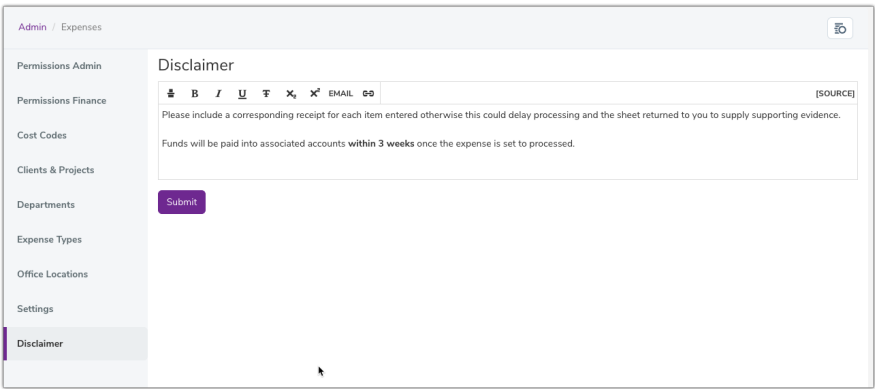 Admin / Expenses
Permissions Admin
Permissions Finance
Cost Codes
Clients & Projects
Departments
Expense Types
Office Locations
Settings
Disclaimer
Disclaimer
B I U T X₂ X² EMAIL [SOURCE]
Please include a corresponding receipt for each item entered otherwise this could delay processing and the sheet returned to you to supply supporting evidence.
Funds will be paid into associated accounts within 3 weeks once the expense is set to processed.
Submit